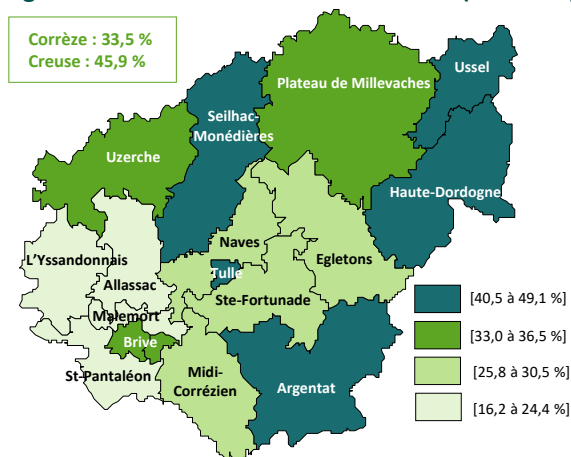 Corrèze : 33,5 %
Creuse : 45,9 %
Ussel
Plateau de Millevaches
Seilhac-
Monédières
Uzerche
Haute-Dordogne
Naves
L'Yssandonnais
Egletons
Tulle
Allassac
Ste-Fortunade
Malemort
Brive
St-Pantaléon
Midi-
Corrézien
Argentat
[40,5 à 49,1 %]
[33,0 à 36,5 %]
[25,8 à 30,5 %]
[16,2 à 24,4 %]